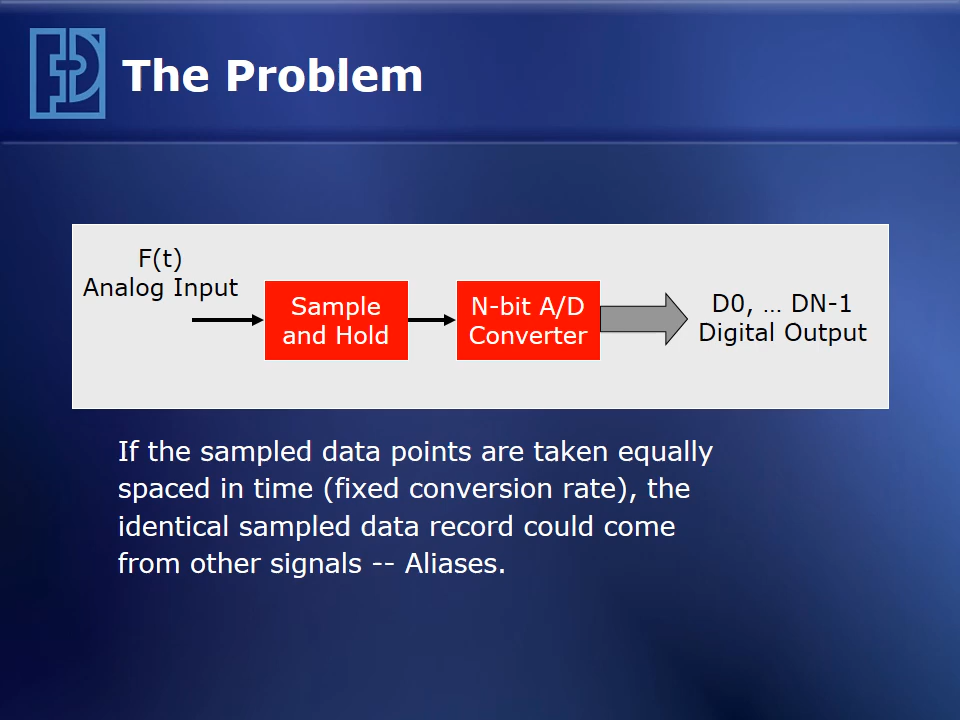 The Problem
F(t)
Analog Input
Sample
and Hold
N-bit A/D
Converter
D0, ... DN-1
Digital Output
If the sampled data points are taken equally
spaced in time (fixed conversion rate), the
identical sampled data record could come
from other signals -- Aliases.